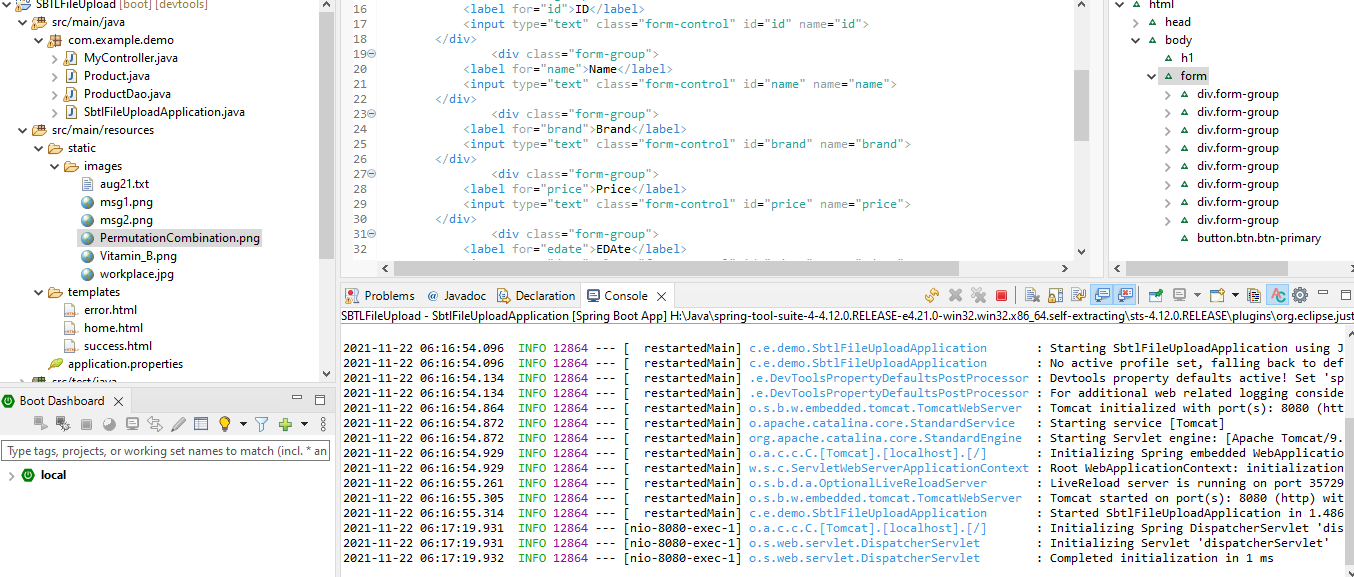 SBTLFileUpload [boot] [devtools]
src/main/java
com.example.demo
MyController.java
Product.java
ProductDao.java
SbtlFileUploadApplication.java
src/main/resources
static
images
aug21.txt
msg1.png
msg2.png
PermutationCombination.png
Vitamin_B.png
workplace.jpg
templates
error.html
home.html
success.html
application.properties
src/test/java
Boot Dashboard
Type tags, projects, or working set names to match (incl. * an
local
16 <label for="id">ID</label>
17 <input type="text" class="form-control" id="id" name="id">
18 </div>
19 <div class="form-group">
20 <label for="name">Name</label>
21 <input type="text" class="form-control" id="name" name="name">
22 </div>
23 <div class="form-group">
24 <label for="brand">Brand</label>
25 <input type="text" class="form-control" id="brand" name="brand">
26 </div>
27 <div class="form-group">
28 <label for="price">Price</label>
29 <input type="text" class="form-control" id="price" name="price">
30 </div>
31 <div class="form-group">
32 <label for="edate">EDAte</label>
html
head
body
h1
form
div.form-group
div.form-group
div.form-group
div.form-group
div.form-group
div.form-group
div.form-group
div.form-group
button.btn.btn-primary
Problems Javadoc Declaration Console
SBTLFileUpload - SbtlFileUploadApplication [Spring Boot App] H:\Java\spring-tool-suite-4-4.12.0.RELEASE-e4.21.0-win32.win32.x86_64.self-extracting\sts-4.12.0.RELEASE\plugins\org.eclipse.just
2021-11-22 06:16:54.096 INFO 12864 --- [ restartedMain] c.e.demo.SbtlFileUploadApplication : Starting SbtlFileUploadApplication using J
2021-11-22 06:16:54.096 INFO 12864 --- [ restartedMain] c.e.demo.SbtlFileUploadApplication : No active profile set, falling back to def
2021-11-22 06:16:54.134 INFO 12864 --- [ restartedMain] .e.DevToolsPropertyDefaultsPostProcessor : Devtools property defaults active! Set 'sp
2021-11-22 06:16:54.134 INFO 12864 --- [ restartedMain] .e.DevToolsPropertyDefaultsPostProcessor : For additional web related logging conside
2021-11-22 06:16:54.864 INFO 12864 --- [ restartedMain] o.s.b.w.embedded.tomcat.TomcatWebServer : Tomcat initialized with port(s): 8080 (htt
2021-11-22 06:16:54.872 INFO 12864 --- [ restartedMain] o.apache.catalina.core.StandardService : Starting service [Tomcat]
2021-11-22 06:16:54.872 INFO 12864 --- [ restartedMain] org.apache.catalina.core.StandardEngine : Starting Servlet engine: [Apache Tomcat/9.
2021-11-22 06:16:54.929 INFO 12864 --- [ restartedMain] o.a.c.c.C.[Tomcat].[localhost].[/] : Initializing Spring embedded WebApplicatio
2021-11-22 06:16:54.929 INFO 12864 --- [ restartedMain] w.s.c.ServletWebServerApplicationContext : Root WebApplicationContext: initialization
2021-11-22 06:16:55.261 INFO 12864 --- [ restartedMain] o.s.b.d.a.OptionalLiveReloadServer : LiveReload server is running on port 35729
2021-11-22 06:16:55.305 INFO 12864 --- [ restartedMain] o.s.b.w.embedded.tomcat.TomcatWebServer : Tomcat started on port(s): 8080 (http) wit
2021-11-22 06:16:55.314 INFO 12864 --- [ restartedMain] c.e.demo.SbtlFileUploadApplication : Started SbtlFileUploadApplication in 1.486
2021-11-22 06:17:19.931 INFO 12864 --- [nio-8080-exec-1] o.a.c.c.C.[Tomcat].[localhost].[/] : Initializing Spring DispatcherServlet 'dis
2021-11-22 06:17:19.931 INFO 12864 --- [nio-8080-exec-1] o.s.web.servlet.DispatcherServlet : Initializing Servlet 'dispatcherServlet'
2021-11-22 06:17:19.932 INFO 12864 --- [nio-8080-exec-1] o.s.web.servlet.DispatcherServlet : Completed initialization in 1 ms